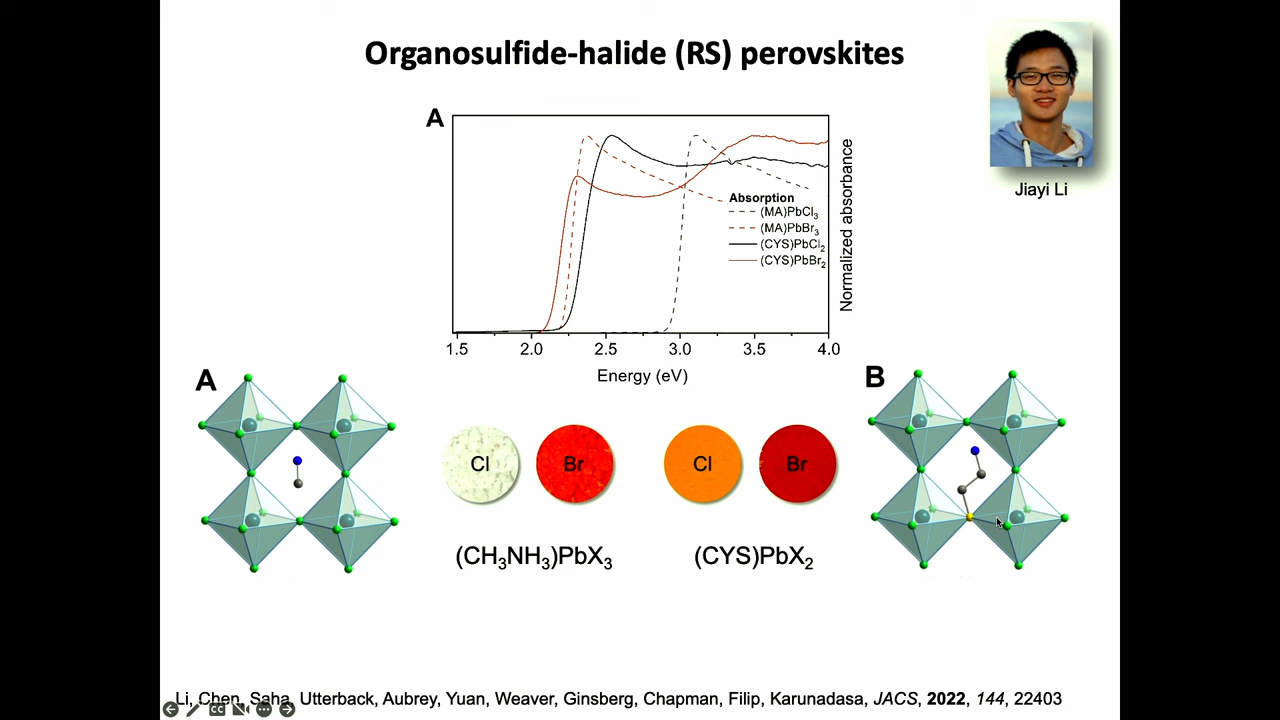 Organosulfide-halide (RS) perovskites
Jiayi Li
A
Normalized absorbance
Absorption
(MA)PbCl₃
(MA)PbBr₃
(CYS)PbCl₂
(CYS)PbBr₂
1.5 2.0 2.5 3.0 3.5 4.0
Energy (eV)
A
B
Cl
Br
Cl
Br
(CH₃NH₃)PbX₃
(CYS)PbX₂
Li, Chen, Saha, Utterback, Aubrey, Yuan, Weaver, Ginsberg, Chapman, Filip, Karunadasa, JACS, 2022, 144, 22403
CC